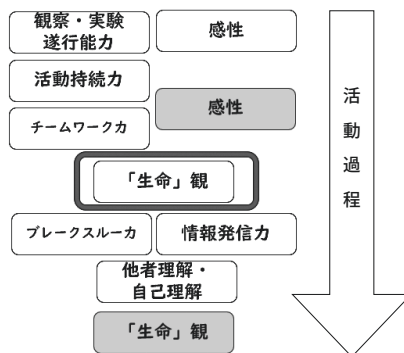 観察・実験
遂行能力
感性
活動持続力
感性
チームワーク力
「生命」観
ブレークスルー力
情報発信力
他者理解・
自己理解
「生命」観
活動過程